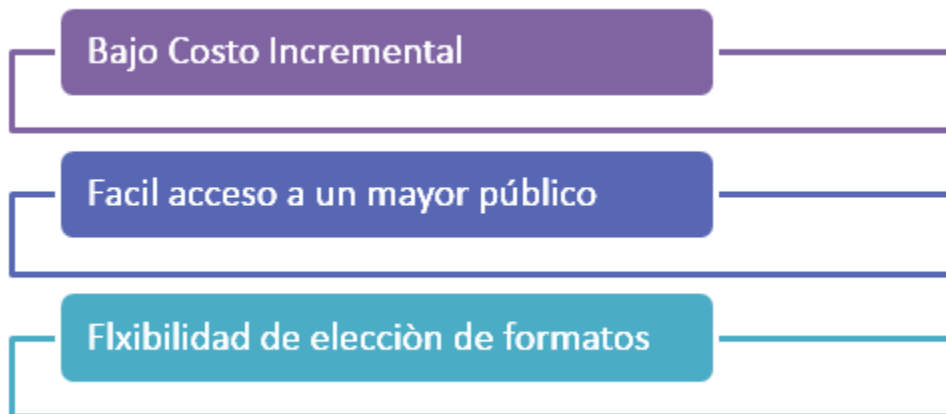 Bajo Costo Incremental
Facil acceso a un mayor público
Flxibilidad de elecciòn de formatos